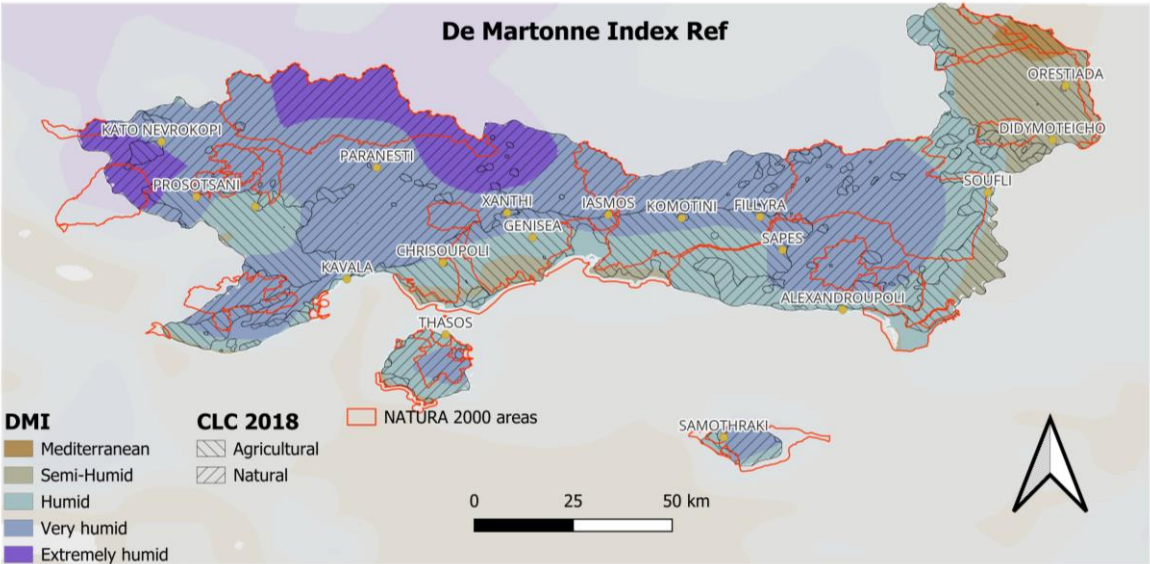 De Martonne Index Ref
ORESTIADA
DIDYMOTEICHO
KATO NEVROKOPI
PARANESTI
PROSOTSANI
SOUFLI
XANTHI
IASMOS
KOMOTINI
FILLYRA
GENISEA
SAPES
CHRISOUPOLI
KAVALA
ALEXANDROUPOLI
THASOS
SAMOTHRAKI
DMI
Mediterranean
Semi-Humid
Humid
Very humid
Extremely humid
CLC 2018
Agricultural
Natural
NATURA 2000 areas
0 25 50 km